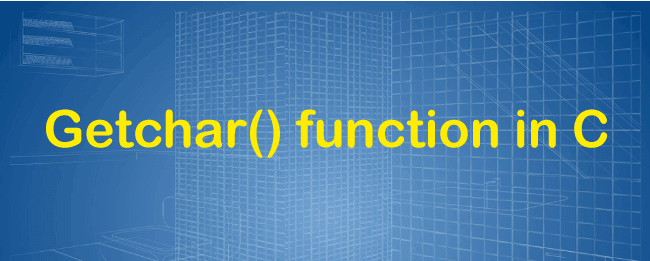 Getchar() function in C